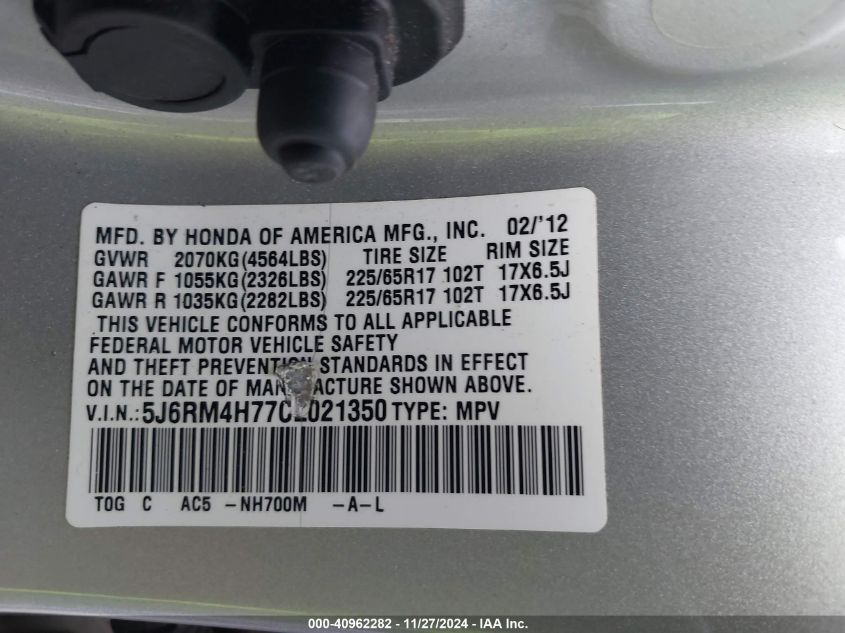 MFD. BY HONDA OF AMERICA MFG., INC. 02/'12
GVWR 2070KG(4564LBS) TIRE SIZE RIM SIZE
GAWR F 1055KG(2326LBS) 225/65R17 102T 17X6.5J
GAWR R 1035KG(2282LBS) 225/65R17 102T 17X6.5J
THIS VEHICLE CONFORMS TO ALL APPLICABLE
FEDERAL MOTOR VEHICLE SAFETY
AND THEFT PREVENTION STANDARDS IN EFFECT
ON THE DATE OF MANUFACTURE SHOWN ABOVE.
V.I.N.: 5J6RM4H77CL021350 TYPE: MPV
TOG C AC5 -NH700M -A-L
000-40962282 - 11/27/2024 - IAA Inc.